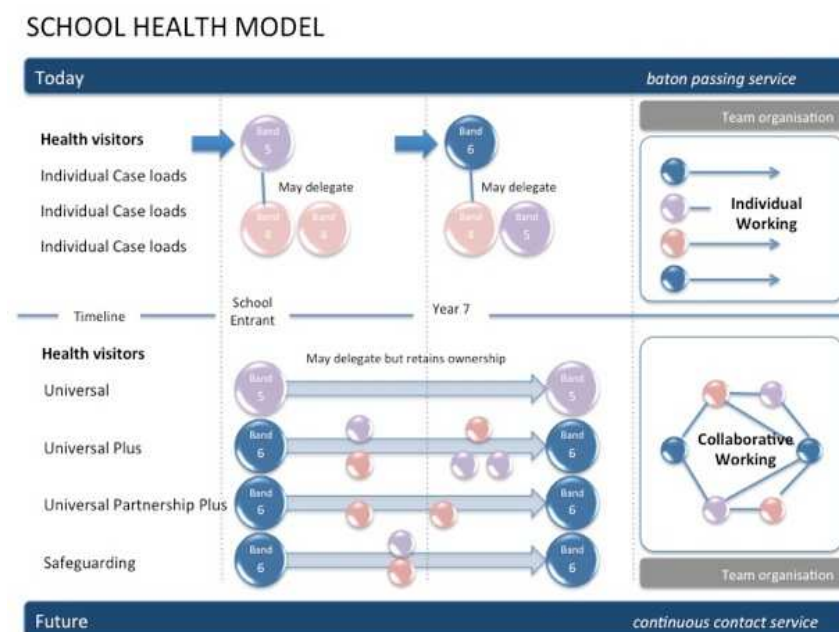 SCHOOL HEALTH MODEL
Today
baton passing service
Team organisation
Health visitors
Individual Case loads
Individual Case loads
Individual Case loads
Band
5
May delegate
Band
4
Band
4
Band
6
May delegate
Band
4
Band
5
Individual
Working
Timeline
School
Entrant
Year 7
Health visitors
May delegate but retains ownership
Universal
Band
5
Band
5
Universal Plus
Band
6
Band
6
Universal Partnership Plus
Band
6
Band
6
Safeguarding
Band
6
Band
6
Collaborative
Working
Team organisation
Future
continuous contact service